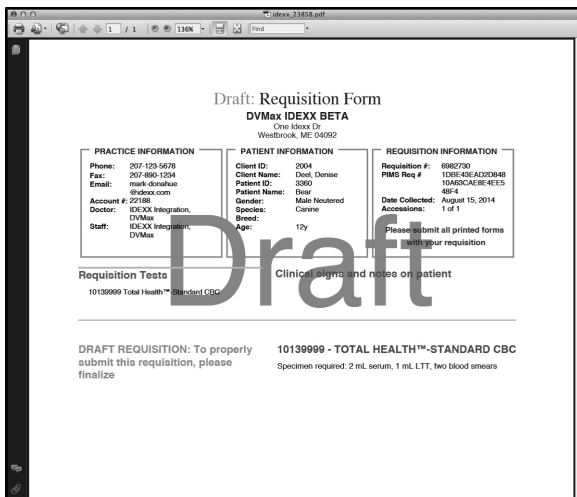 idexx_23858.pdf
1 / 1 136% Find
Draft: Requisition Form
DVMax IDEXX BETA
One Idexx Dr
Westbrook, ME 04092
PRACTICE INFORMATION
Phone: 207-123-5678
Fax: 207-890-1234
Email: mark-donahue
@idexx.com
Account #: 22188
Doctor: IDEXX Integration,
DVMax
Staff: IDEXX Integration,
DVMax
PATIENT INFORMATION
Client ID: 2004
Client Name: Deel, Denise
Patient ID: 3360
Patient Name: Bear
Gender: Male Neutered
Species: Canine
Breed:
Age: 12y
REQUISITION INFORMATION
Requisition #: 6982730
PIMS Req # 1DBE43EAD2D848
10A63CAE8E4EE5
48F4
Date Collected: August 15, 2014
Accessions: 1 of 1
Please submit all printed forms
with your requisition
Draft
Requisition Tests
10139999 Total Health™-Standard CBC
Clinical signs and notes on patient
DRAFT REQUISITION: To properly
submit this requisition, please
finalize
10139999 - TOTAL HEALTH™-STANDARD CBC
Specimen required: 2 mL serum, 1 mL LTT, two blood smears